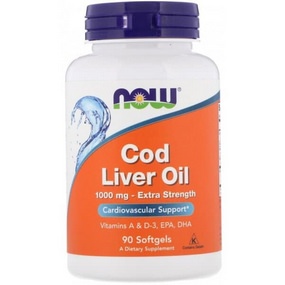 NOW
Cod
Liver Oil
1000 mg - Extra Strength
Cardiovascular Support*
Vitamins A & D-3, EPA, DHA
90 Softgels
A Dietary Supplement
K